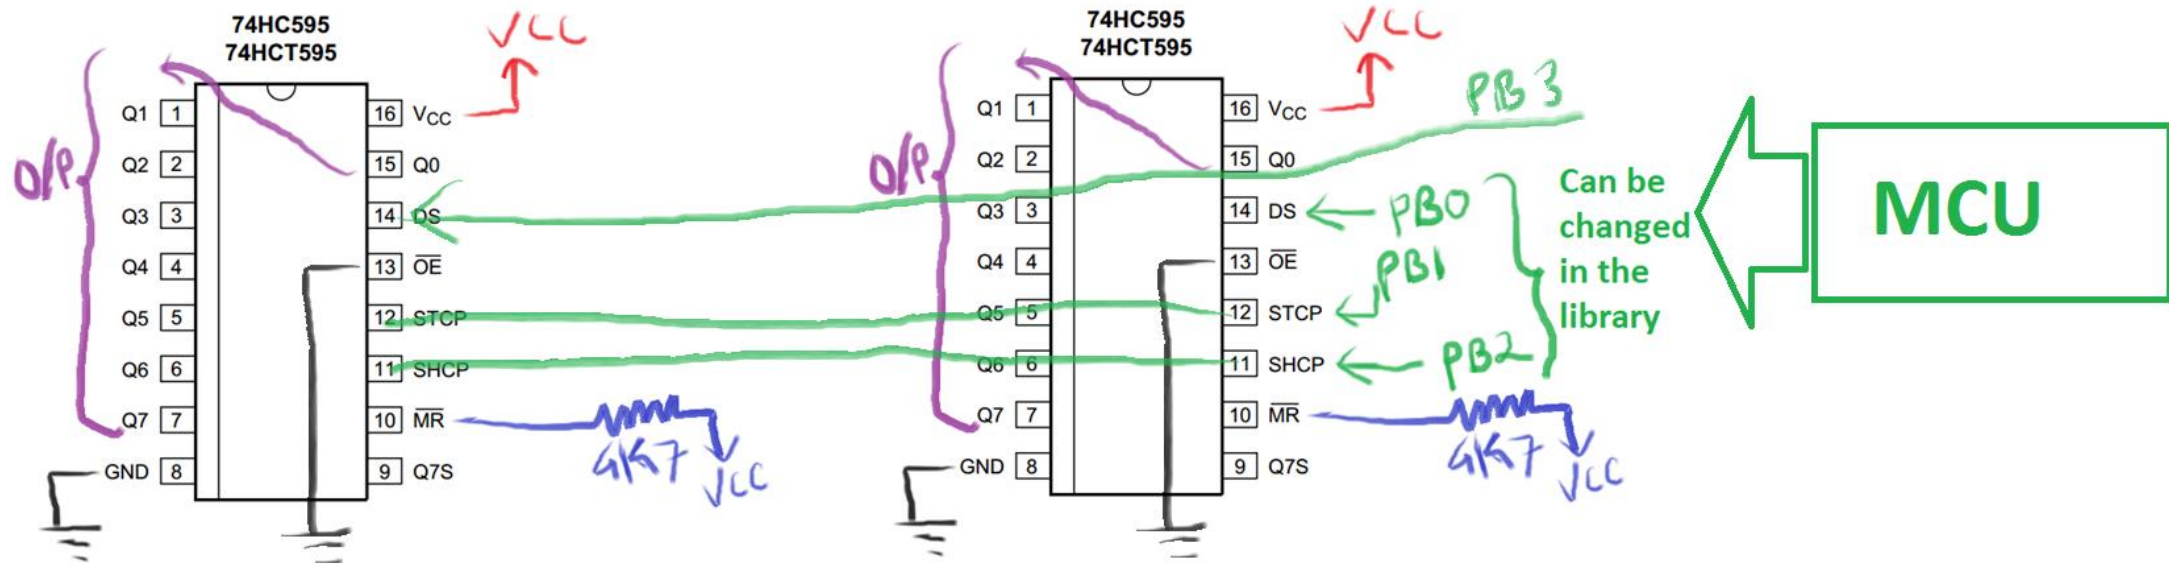 74HC595
74HCT595
VCC
Q1 1
16 VCC
Q2 2
15 Q0
O/P
Q3 3
14 DS
Q4 4
13 OE
Q5 5
12 STCP
Q6 6
11 SHCP
Q7 7
10 MR
4K7
VCC
GND 8
9 Q7S
74HC595
74HCT595
VCC
PB3
Q1 1
16 VCC
Q2 2
15 Q0
O/P
Q3 3
14 DS
PB0
Q4 4
13 OE
PB1
Q5 5
12 STCP
Q6 6
11 SHCP
PB2
Q7 7
10 MR
4K7
VCC
GND 8
9 Q7S
Can be
changed
in the
library
MCU